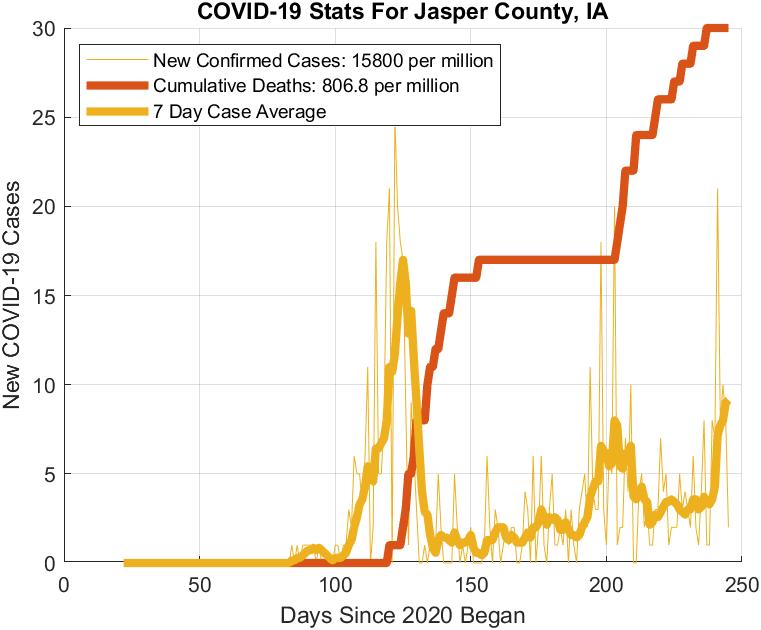 COVID-19 Stats For Jasper County, IA
New Confirmed Cases: 15800 per million
Cumulative Deaths: 806.8 per million
7 Day Case Average
New COVID-19 Cases
30
25
20
15
10
5
0
0 50 100 150 200 250
Days Since 2020 Began